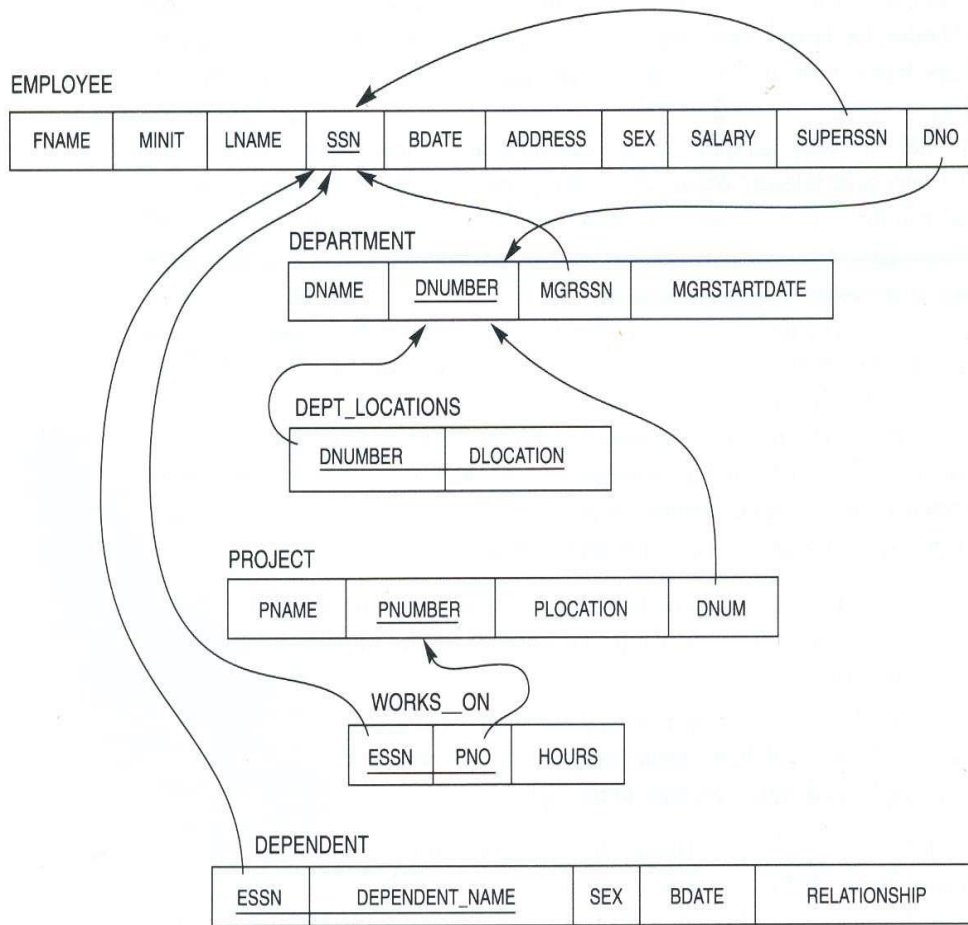 EMPLOYEE
FNAME MINIT LNAME SSN BDATE ADDRESS SEX SALARY SUPERSSN DNO
DEPARTMENT
DNAME DNUMBER MGRSSN MGRSTARTDATE
DEPT_LOCATIONS
DNUMBER DLOCATION
PROJECT
PNAME PNUMBER PLOCATION DNUM
WORKS__ON
ESSN PNO HOURS
DEPENDENT
ESSN DEPENDENT_NAME SEX BDATE RELATIONSHIP